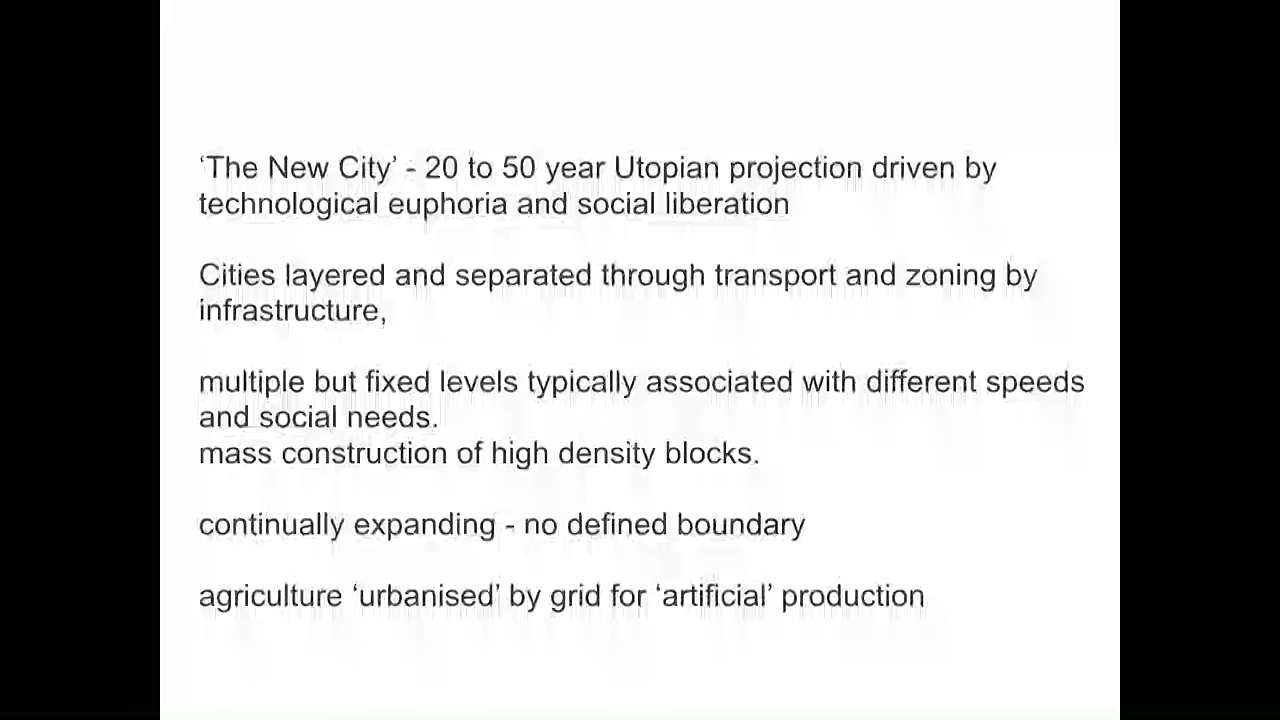 ‘The New City’ - 20 to 50 year Utopian projection driven by
technological euphoria and social liberation
Cities layered and separated through transport and zoning by
infrastructure,
multiple but fixed levels typically associated with different speeds
and social needs.
mass construction of high density blocks.
continually expanding - no defined boundary
agriculture ‘urbanised’ by grid for ‘artificial’ production